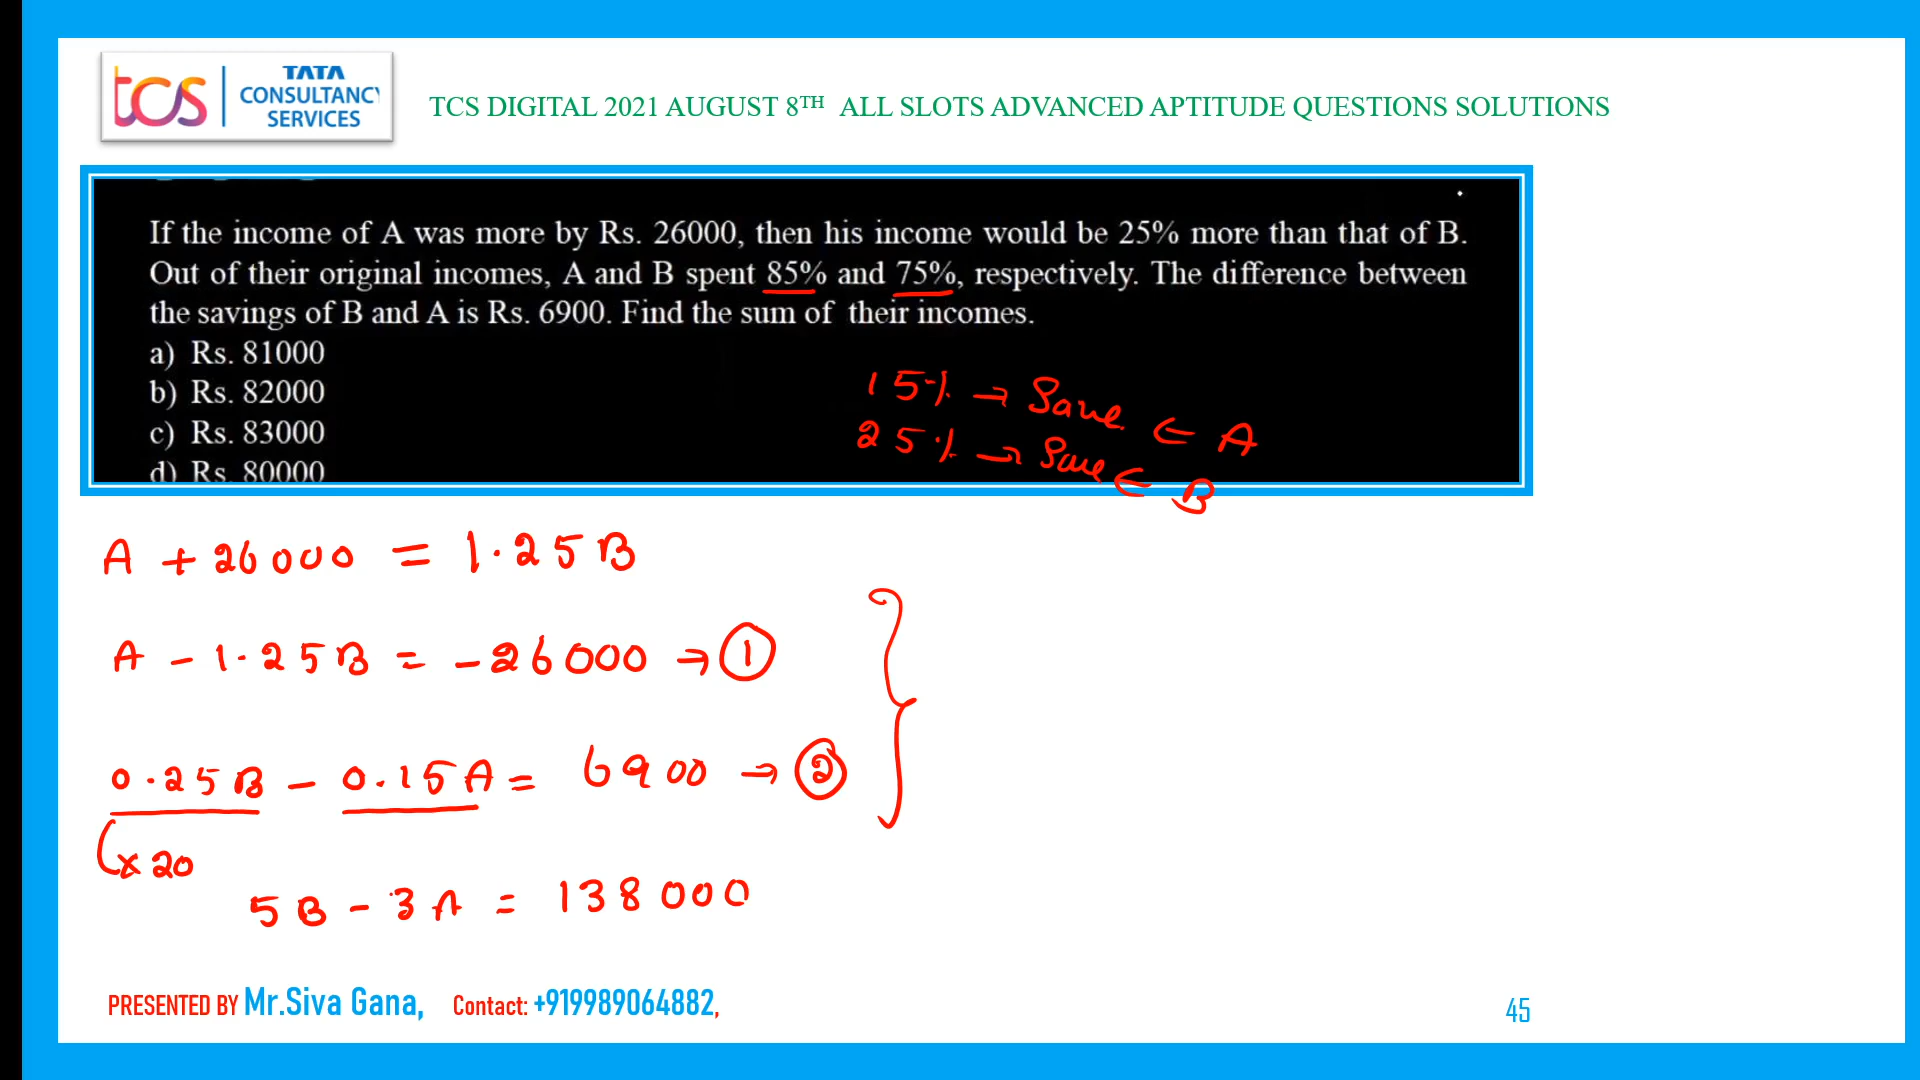 tcs
TATA
CONSULTANCY
SERVICES
TCS DIGITAL 2021 AUGUST 8TH ALL SLOTS ADVANCED APTITUDE QUESTIONS SOLUTIONS
If the income of A was more by Rs. 26000, then his income would be 25% more than that of B.
Out of their original incomes, A and B spent 85% and 75%, respectively. The difference between
the savings of B and A is Rs. 6900. Find the sum of their incomes.
a) Rs. 81000
b) Rs. 82000
c) Rs. 83000
d) Rs. 80000
15% → Save ← A
25% → Save ← B
A + 26000 = 1.25B
A - 1.25B = -26000 → 1
0.25B - 0.15A = 6900 → 2
×20
5B - 3A = 138000
PRESENTED BY Mr.Siva Gana, Contact: +919989064882,
45